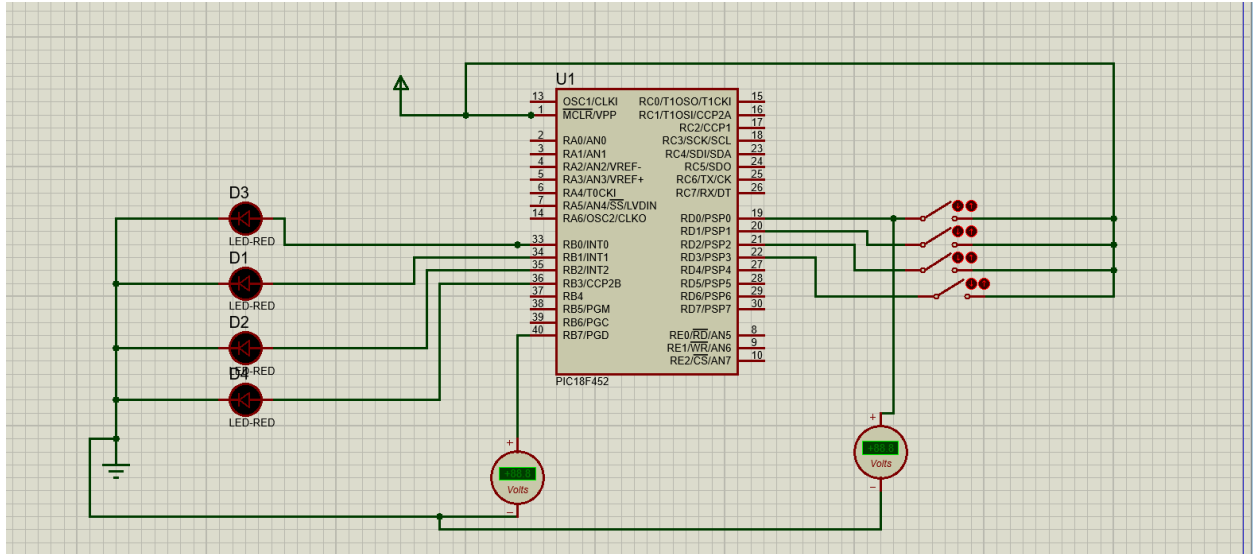 U1
13 OSC1/CLKI RC0/T1OSO/T1CKI 15
1 MCLR/VPP RC1/T1OSI/CCP2A 16
RC2/CCP1 17
2 RA0/AN0 RC3/SCK/SCL 18
3 RA1/AN1 RC4/SDI/SDA 23
4 RA2/AN2/VREF- RC5/SDO 24
5 RA3/AN3/VREF+ RC6/TX/CK 25
6 RA4/T0CKI RC7/RX/DT 26
7 RA5/AN4/SS/LVDIN
14 RA6/OSC2/CLKO RD0/PSP0 19
RD1/PSP1 20
33 RB0/INT0 RD2/PSP2 21
34 RB1/INT1 RD3/PSP3 22
35 RB2/INT2 RD4/PSP4 27
36 RB3/CCP2B RD5/PSP5 28
37 RB4 RD6/PSP6 29
38 RB5/PGM RD7/PSP7 30
39 RB6/PGC
40 RB7/PGD RE0/RD/AN5 8
RE1/WR/AN6 9
RE2/CS/AN7 10
PIC18F452
D3
LED-RED
D1
LED-RED
D2
LED-RED
D4
LED-RED
+
+88.8
Volts
−
+
+88.8
Volts
−